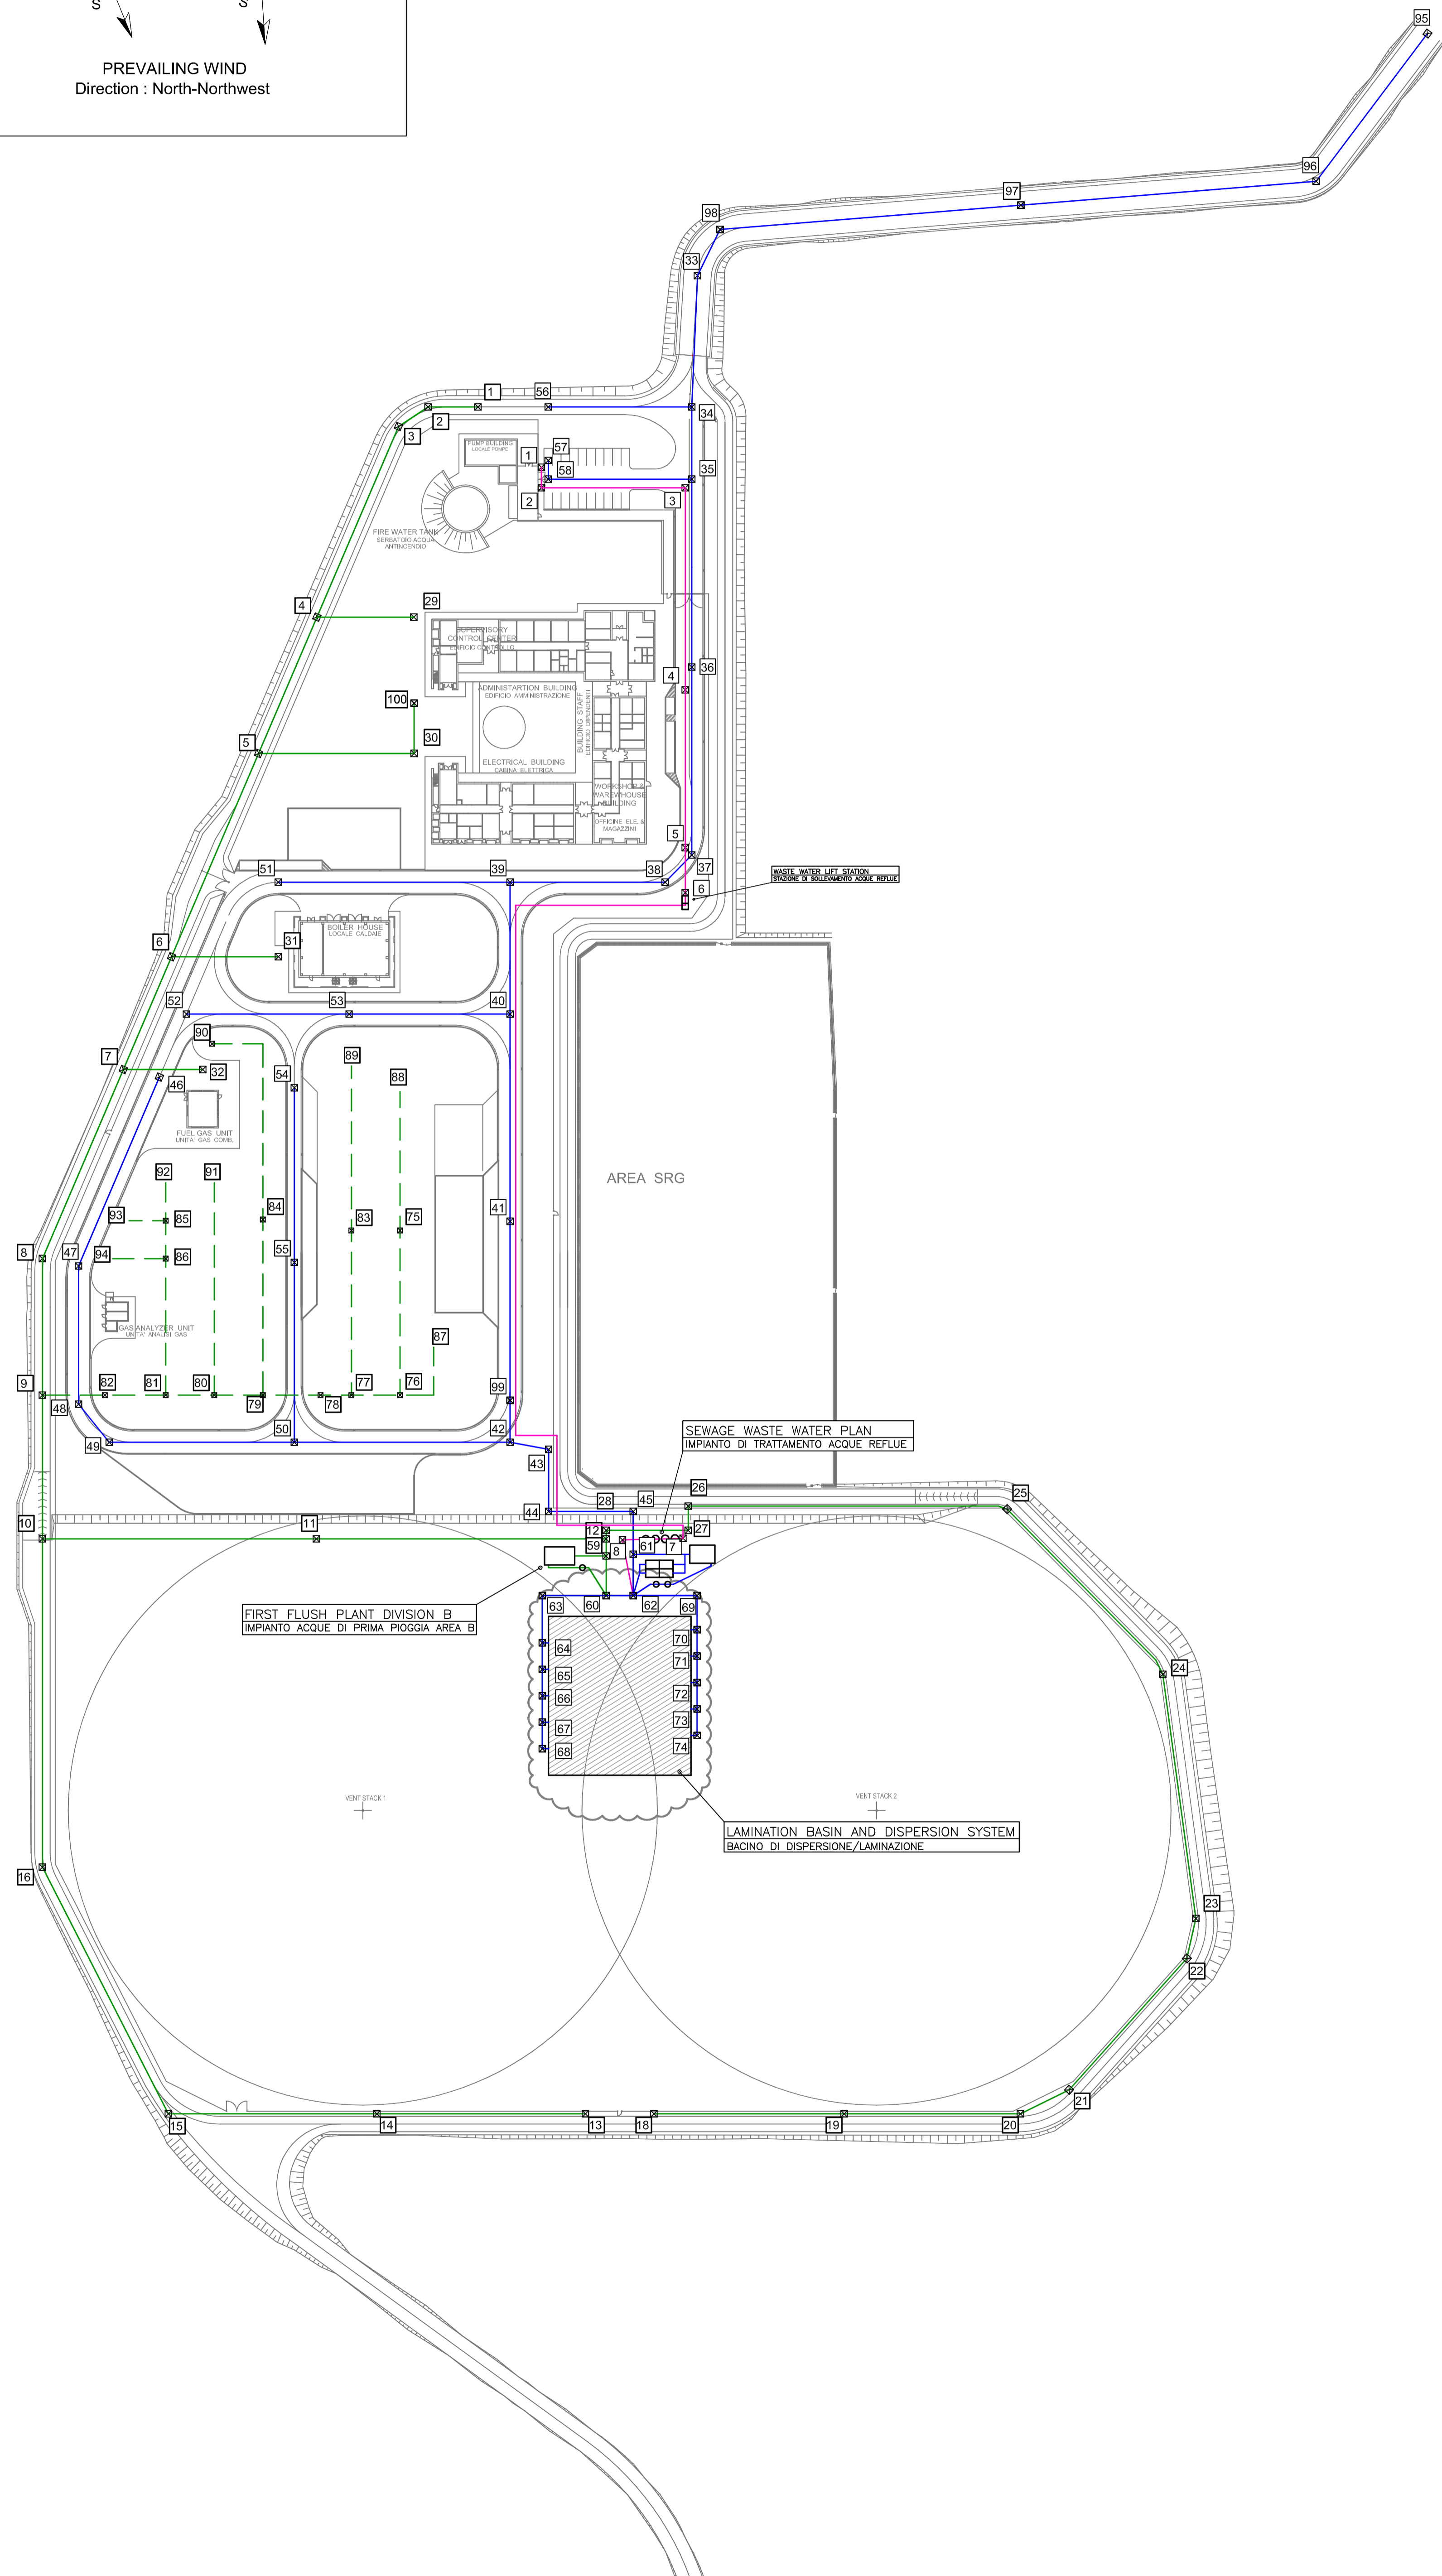 S
S
PREVAILING WIND
Direction : North-Northwest
95
96
97
98
33
1
56
2
3
34
57
1
58
35
PUMP BUILDING
LOCALE POMPE
2
3
FIRE WATER TANK
SERBATOIO ACQUA
ANTINCENDIO
4
29
SUPERVISORY
CONTROL CENTER
EDIFICIO CONTROLLO
36
4
ADMINISTARTION BUILDING
EDIFICIO AMMINISTRAZIONE
100
BUILDING STAFF
EDIFICIO DIPENDENTI
5
30
ELECTRICAL BUILDING
CABINA ELETTRICA
WORKSHOP &
WAREWHOUSE
BUILDING
OFFICINE ELE. &
MAGAZZINI
5
51
39
38
37
WASTE WATER LIFT STATION
STAZIONE DI SOLLEVAMENTO ACQUE REFLUE
6
BOILER HOUSE
LOCALE CALDAIE
6
31
52
53
40
90
7
32
46
54
89
88
FUEL GAS UNIT
UNITA' GAS COMB.
92
91
AREA SRG
93
85
84
83
75
41
8
47
94
86
55
GAS ANALYZER UNIT
UNITA' ANALISI GAS
87
9
82
81
80
79
78
77
76
99
48
49
50
42
43
SEWAGE WASTE WATER PLAN
IMPIANTO DI TRATTAMENTO ACQUE REFLUE
26
25
28
45
44
10
11
12
27
59
8
61
7
FIRST FLUSH PLANT DIVISION B
IMPIANTO ACQUE DI PRIMA PIOGGIA AREA B
63
60
62
69
64
70
65
71
24
66
72
67
73
68
74
VENT STACK 1
VENT STACK 2
LAMINATION BASIN AND DISPERSION SYSTEM
BACINO DI DISPERSIONE/LAMINAZIONE
16
23
22
21
15
14
13
18
19
20